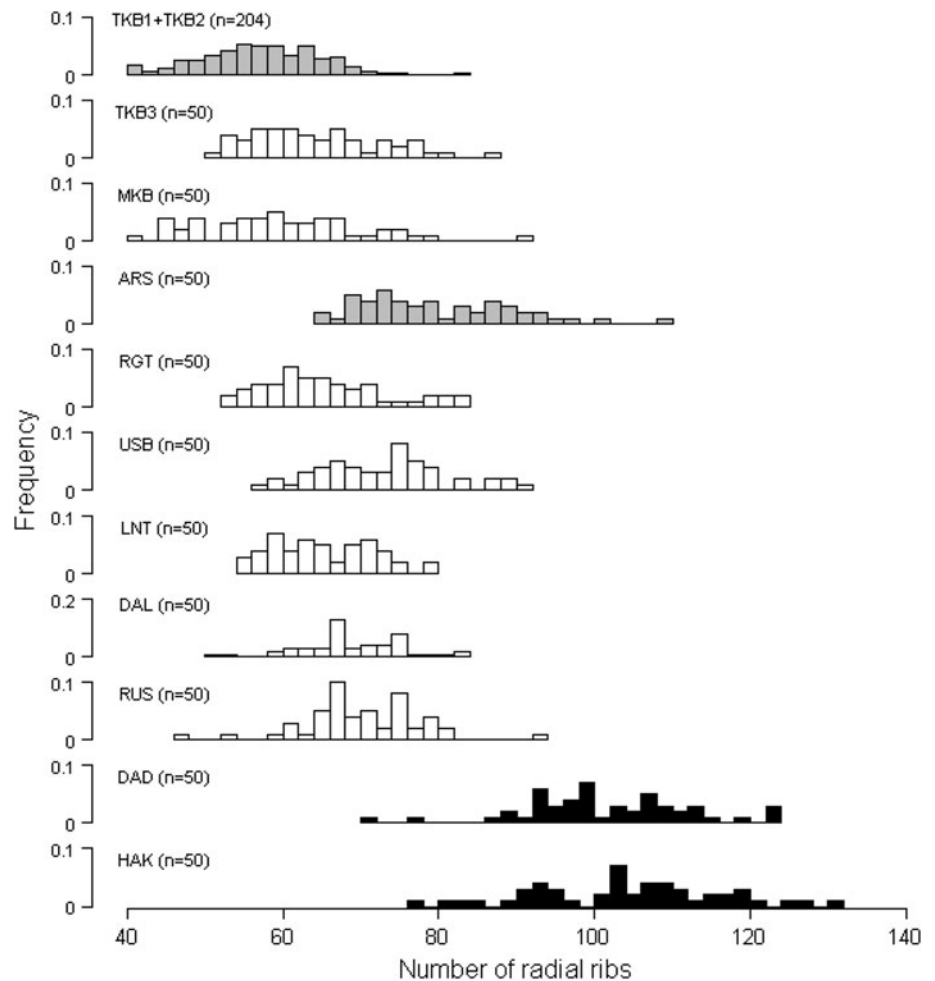 0.1
TKB1+TKB2 (n=204)
0
0.1
TKB3 (n=50)
0
0.1
MKB (n=50)
0
0.1
ARS (n=50)
0
0.1
RGT (n=50)
0
0.1
USB (n=50)
0
0.1
LNT (n=50)
0
0.2
DAL (n=50)
0
0.1
RUS (n=50)
0
0.1
DAD (n=50)
0
0.1
HAK (n=50)
0
Frequency
40 60 80 100 120 140
Number of radial ribs